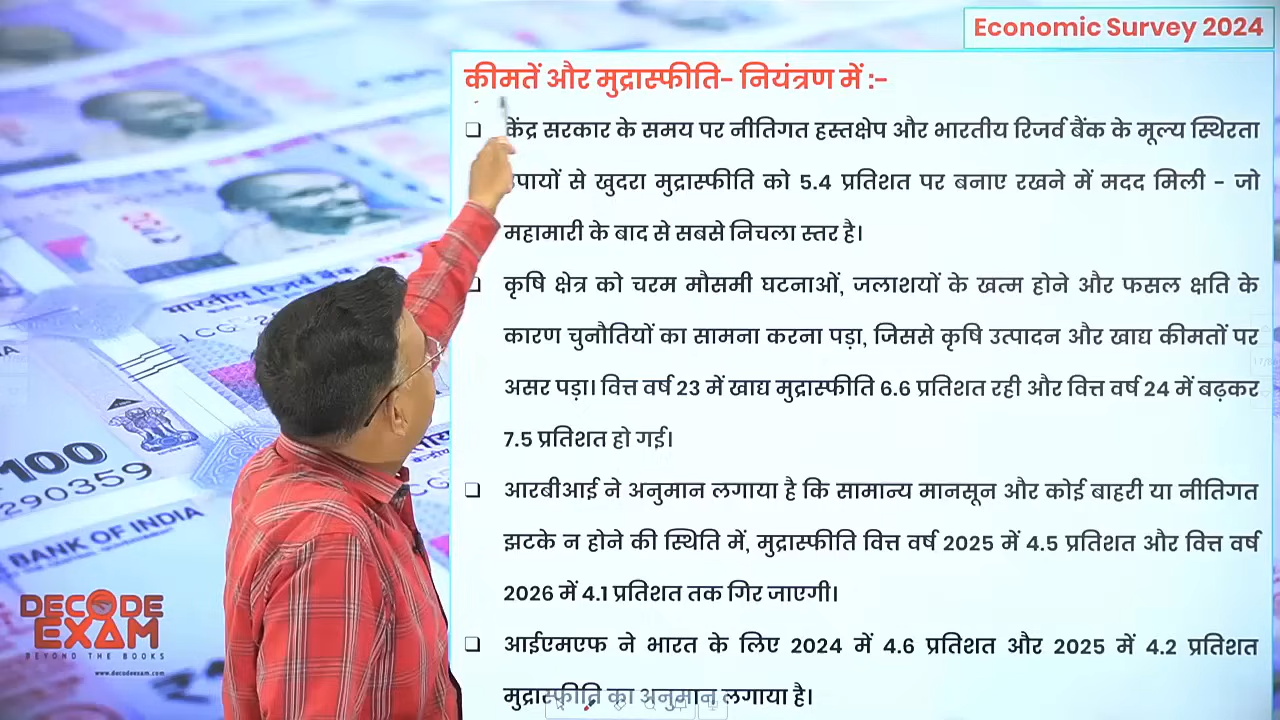 Economic Survey 2024
कीमतें और मुद्रास्फीति- नियंत्रण में :-
❑ केंद्र सरकार के समय पर नीतिगत हस्तक्षेप और भारतीय रिजर्व बैंक के मूल्य स्थिरता
उपायों से खुदरा मुद्रास्फीति को 5.4 प्रतिशत पर बनाए रखने में मदद मिली - जो
महामारी के बाद से सबसे निचला स्तर है।
❑ कृषि क्षेत्र को चरम मौसमी घटनाओं, जलाशयों के खत्म होने और फसल क्षति के
कारण चुनौतियों का सामना करना पड़ा, जिससे कृषि उत्पादन और खाद्य कीमतों पर
असर पड़ा। वित्त वर्ष 23 में खाद्य मुद्रास्फीति 6.6 प्रतिशत रही और वित्त वर्ष 24 में बढ़कर
7.5 प्रतिशत हो गई।
❑ आरबीआई ने अनुमान लगाया है कि सामान्य मानसून और कोई बाहरी या नीतिगत
झटके न होने की स्थिति में, मुद्रास्फीति वित्त वर्ष 2025 में 4.5 प्रतिशत और वित्त वर्ष
2026 में 4.1 प्रतिशत तक गिर जाएगी।
❑ आईएमएफ ने भारत के लिए 2024 में 4.6 प्रतिशत और 2025 में 4.2 प्रतिशत
मुद्रास्फीति का अनुमान लगाया है।
भारतीय रिज़र्व बैंक
100
290359
BANK OF INDIA
DECODE
EXAM
BEYOND THE BOOKS
www.decodeexam.com